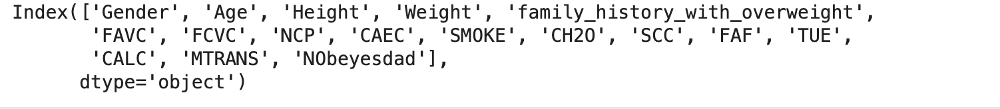 Index(['Gender', 'Age', 'Height', 'Weight', 'family_history_with_overweight',
'FAVC', 'FCVC', 'NCP', 'CAEC', 'SMOKE', 'CH2O', 'SCC', 'FAF', 'TUE',
'CALC', 'MTRANS', 'NObeyesdad'],
dtype='object')